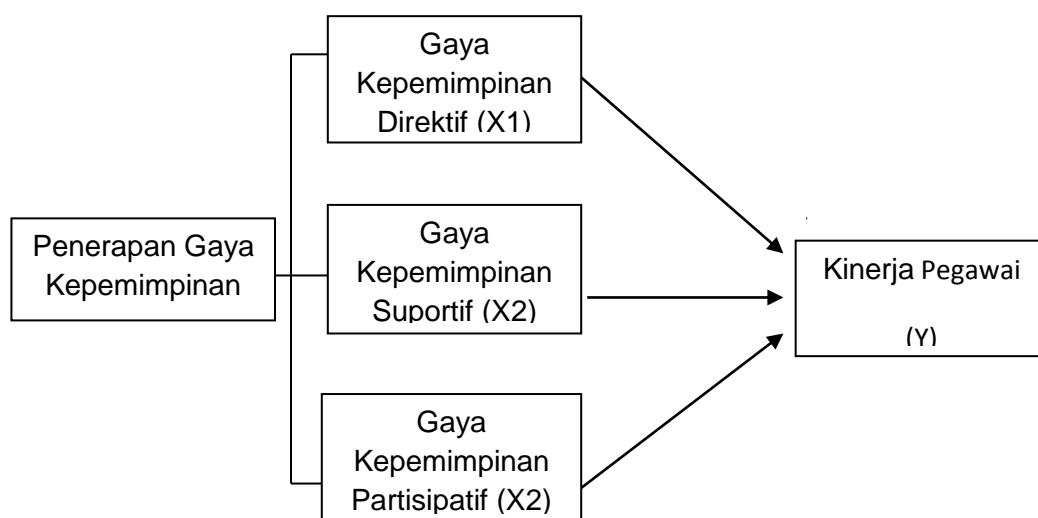 Gaya
Kepemimpinan
Direktif (X1)
Penerapan Gaya
Kepemimpinan
Gaya
Kepemimpinan
Suportif (X2)
Kinerja Pegawai
(Y)
Gaya
Kepemimpinan
Partisipatif (X2)